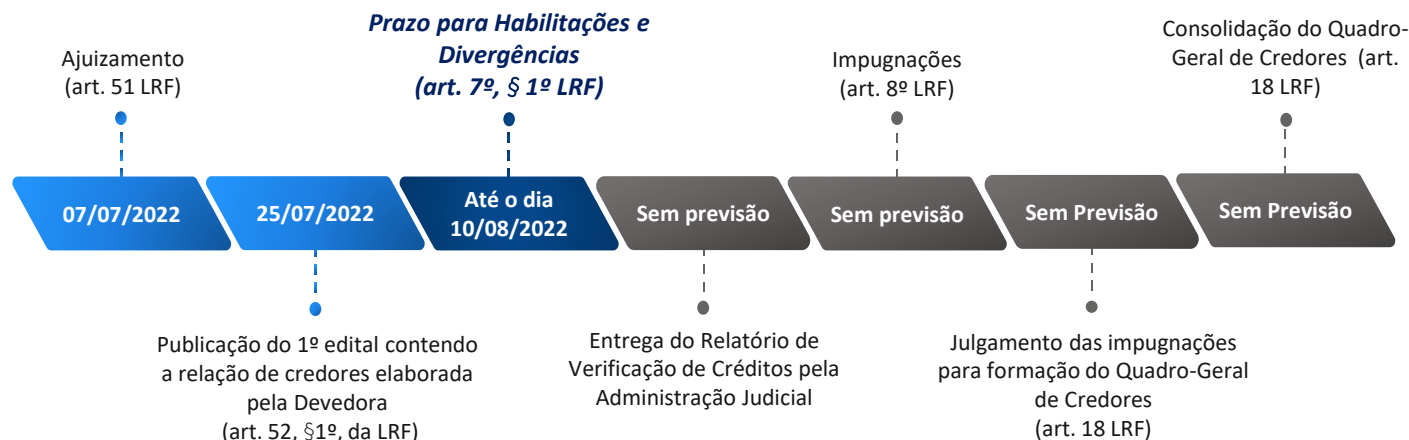 Ajuizamento
(art. 51 LRF)
Prazo para Habilitações e
Divergências
(art. 7º, § 1º LRF)
Impugnações
(art. 8º LRF)
Consolidação do Quadro-
Geral de Credores (art.
18 LRF)
07/07/2022
25/07/2022
Até o dia
10/08/2022
Sem previsão
Sem previsão
Sem Previsão
Sem Previsão
Publicação do 1º edital contendo
a relação de credores elaborada
pela Devedora
(art. 52, §1º, da LRF)
Entrega do Relatório de
Verificação de Créditos pela
Administração Judicial
Julgamento das impugnações
para formação do Quadro-Geral
de Credores
(art. 18 LRF)